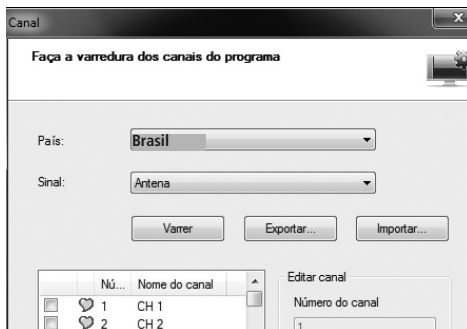 Canal
x
Faça a varredura dos canais do programa
País: Brasil
Sinal: Antena
Varrer Exportar... Importar...
Nú... Nome do canal
1 CH 1
2 CH 2
Editar canal
Número do canal
1